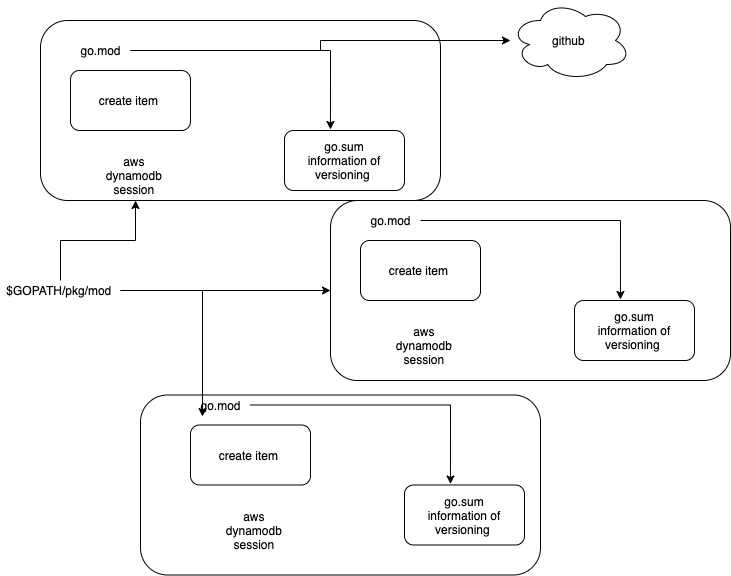 go.mod
github
create item
go.sum
information of
versioning
aws
dynamodb
session
go.mod
create item
$GOPATH/pkg/mod
go.sum
information of
versioning
aws
dynamodb
session
go.mod
create item
go.sum
information of
versioning
aws
dynamodb
session